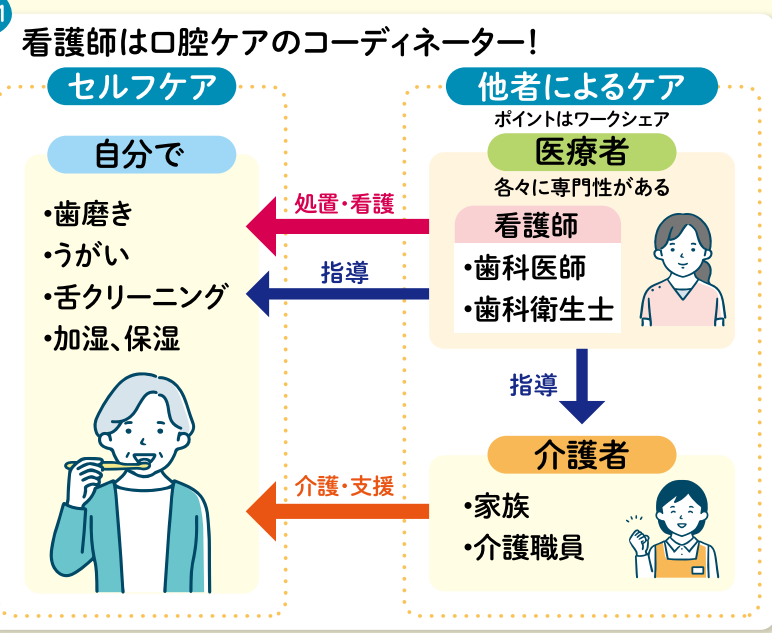 1
看護師は口腔ケアのコーディネーター!
セルフケア
自分で
・歯磨き
・うがい
・舌クリーニング
・加湿、保湿
処置・看護
指導
介護・支援
他者によるケア
ポイントはワークシェア
医療者
各々に専門性がある
看護師
・歯科医師
・歯科衛生士
指導
介護者
・家族
・介護職員